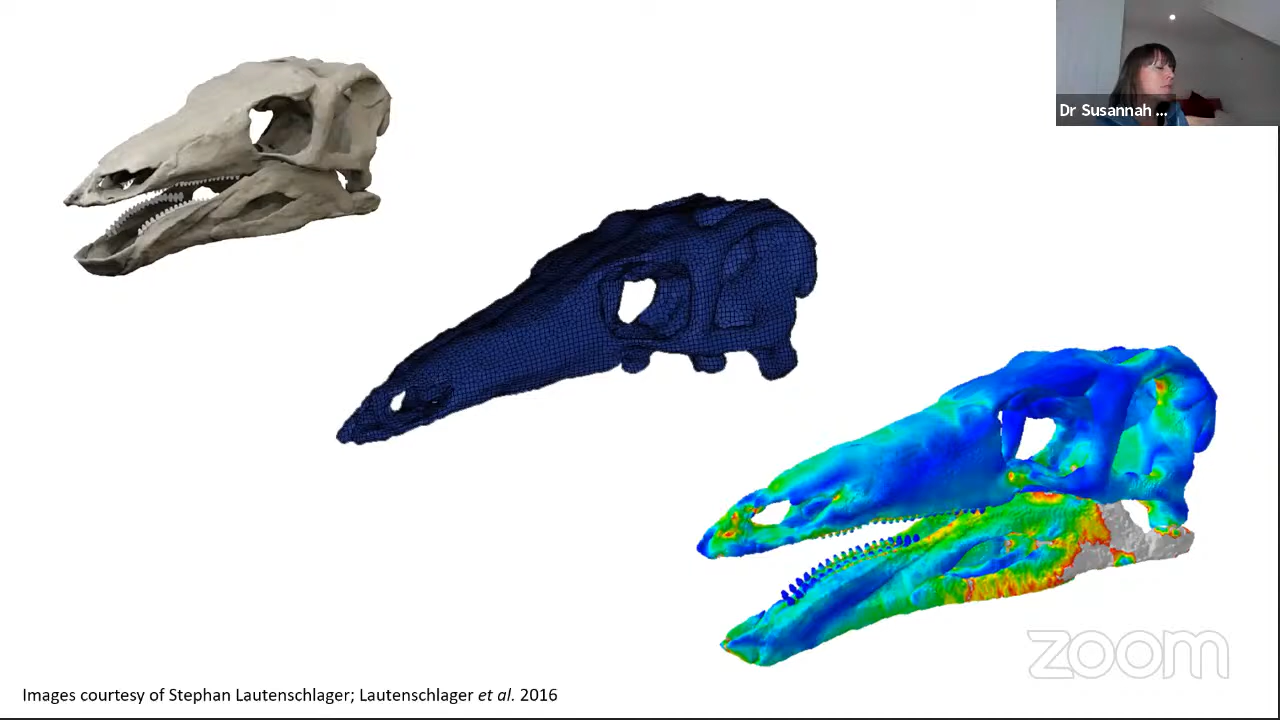 Dr Susannah ...
zoom
Images courtesy of Stephan Lautenschlager; Lautenschlager et al. 2016